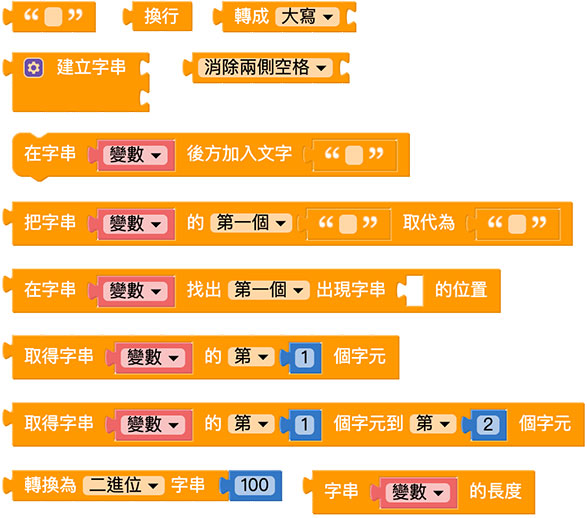 “ ” 換行 轉成 大寫
建立字串 消除兩側空格
在字串 變數 後方加入文字 “ ”
把字串 變數 的 第一個 “ ” 取代為 “ ”
在字串 變數 找出 第一個 出現字串 的位置
取得字串 變數 的 第 1 個字元
取得字串 變數 的 第 1 個字元到 第 2 個字元
轉換為 二進位 字串 100 字串 變數 的長度